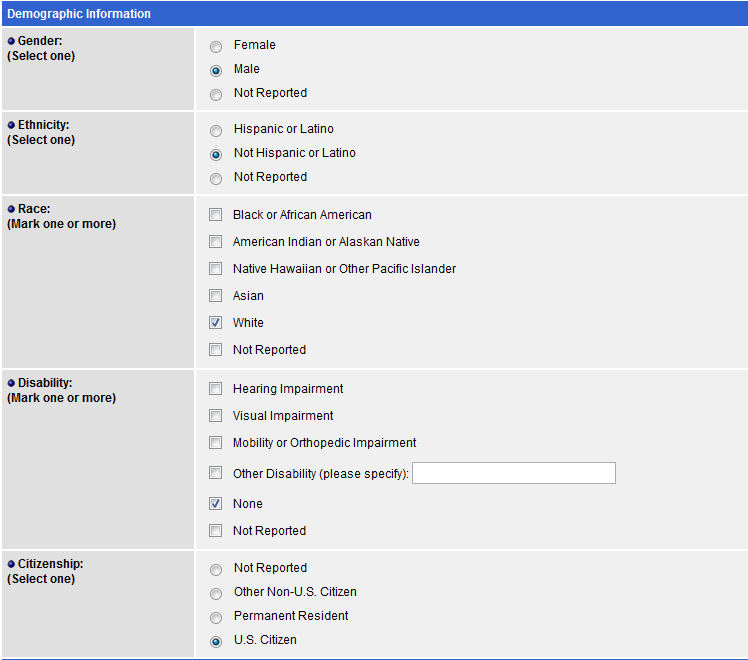 Demographic Information
Gender:
(Select one)
Female
Male
Not Reported
Ethnicity:
(Select one)
Hispanic or Latino
Not Hispanic or Latino
Not Reported
Race:
(Mark one or more)
Black or African American
American Indian or Alaskan Native
Native Hawaiian or Other Pacific Islander
Asian
White
Not Reported
Disability:
(Mark one or more)
Hearing Impairment
Visual Impairment
Mobility or Orthopedic Impairment
Other Disability (please specify):
None
Not Reported
Citizenship:
(Select one)
Not Reported
Other Non-U.S. Citizen
Permanent Resident
U.S. Citizen